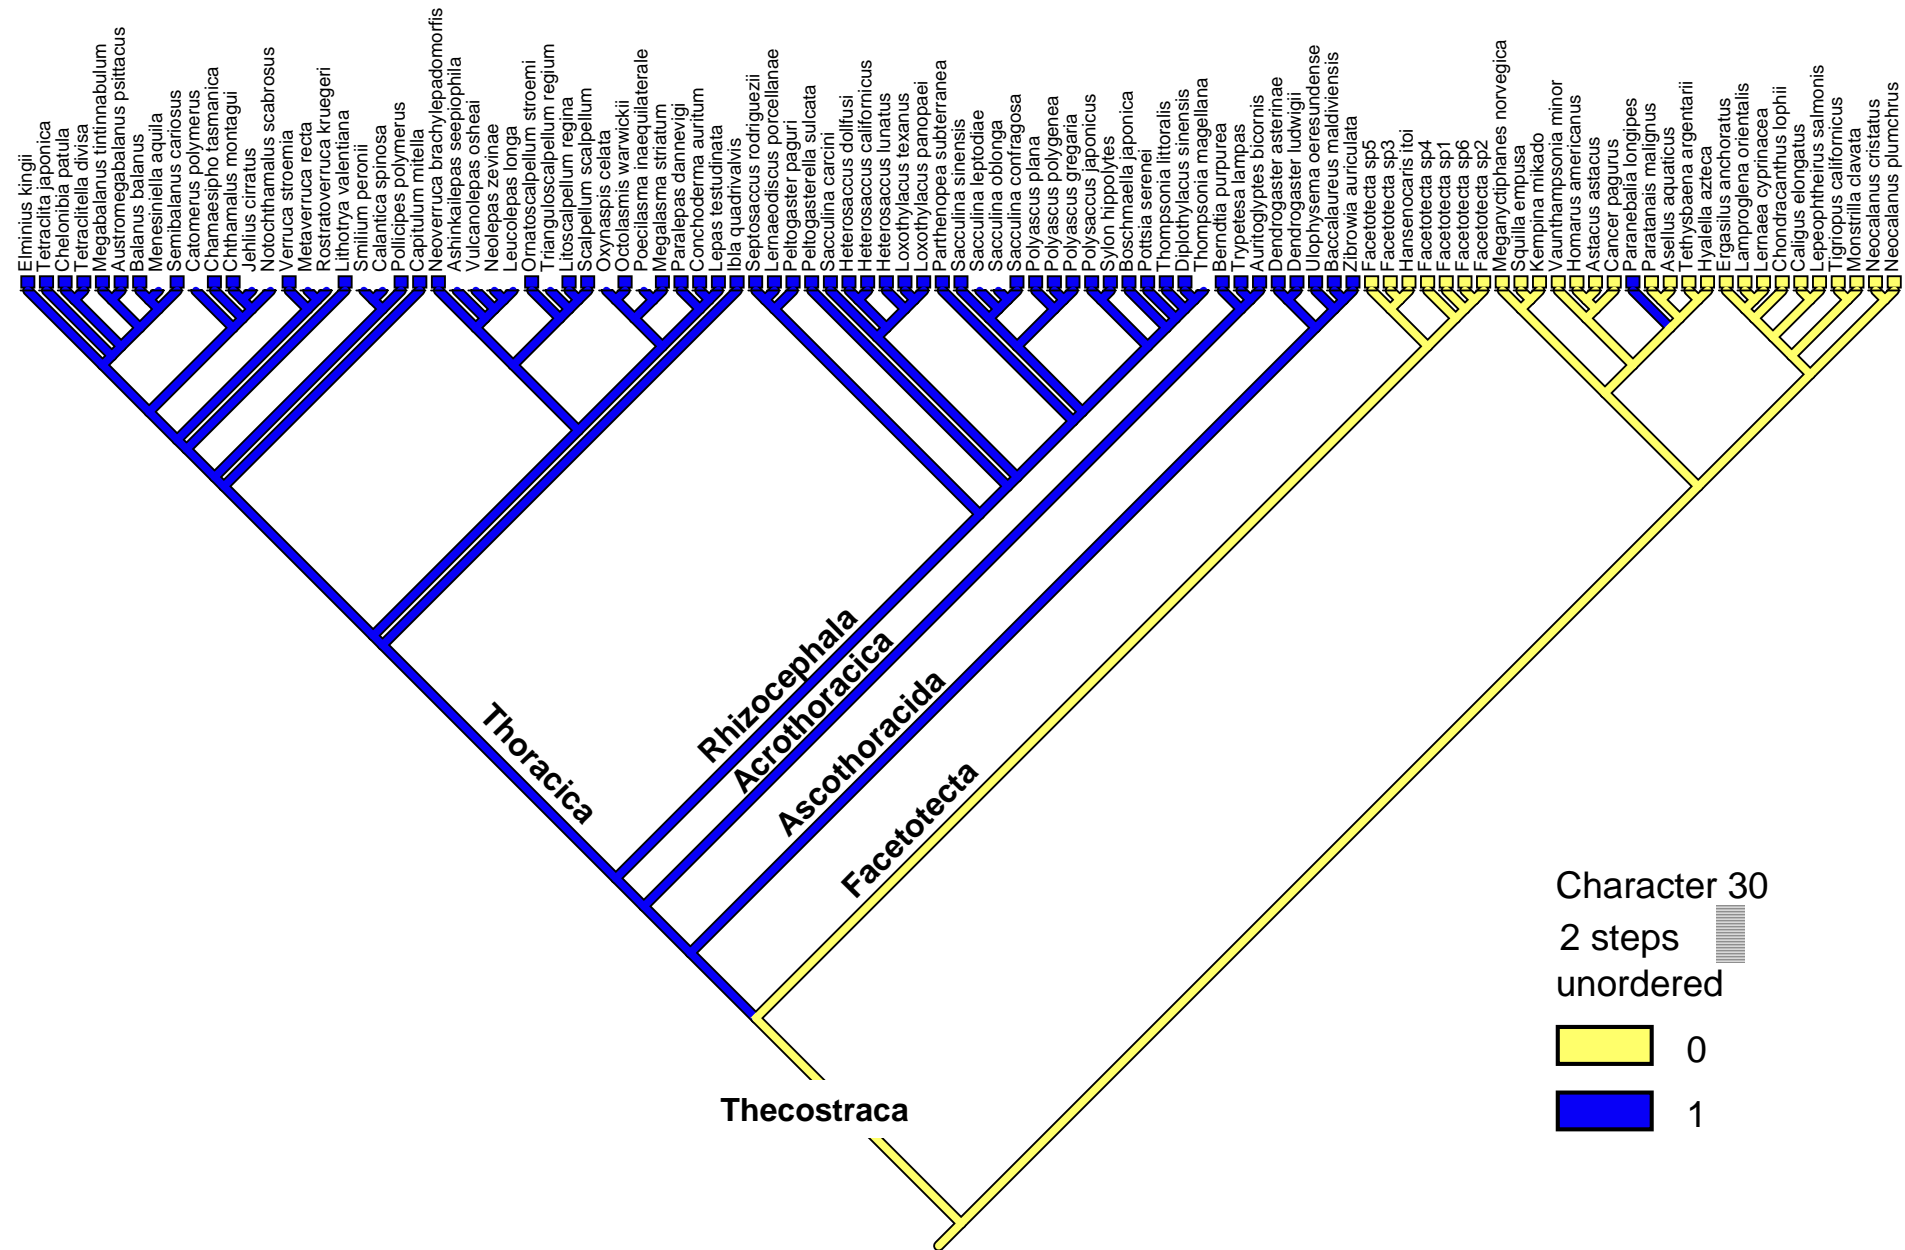 Elminius kingii
Tetraclita japonica
Chelonibia patula
Tetraclitella divisa
Megabalanus tintinnabulum
Austromegabalanus psittacus
Balanus balanus
Menesiniella aquila
Semibalanus cariosus
Catomerus polymerus
Chamaesipho tasmanica
Chthamalus montagui
Jehlius cirratus
Notochthamalus scabrosus
Verruca stroemia
Metaverruca recta
Rostratoverruca kruegeri
Lithotrya valentiana
Smilium peronii
Calantica spinosa
Pollicipes polymerus
Capitulum mitella
Neoverruca brachylepadomorfis
Ashinkailepas seepiophila
Vulcanolepas osheai
Neolepas zevinae
Leucolepas longa
Ornatoscalpellum stroemi
Trianguloscalpellum regium
Litoscalpellum regina
Scalpellum scalpellum
Oxynaspis celata
Octolasmis warwickii
Poecilasma inaequilaterale
Megalasma striatum
Paralepas dannevigi
Conchoderma auritum
Lepas testudinata
Ibla quadrivalvis
Septosaccus rodriguezii
Lernaeodiscus porcellanae
Peltogaster paguri
Peltogasterella sulcata
Sacculina carcini
Heterosaccus dollfusi
Heterosaccus californicus
Heterosaccus lunatus
Loxothylacus texanus
Loxothylacus panopaei
Parthenopea subterranea
Sacculina sinensis
Sacculina leptodiae
Sacculina oblonga
Sacculina confragosa
Polyascus plana
Polyascus polygenea
Polyascus gregaria
Polysaccus japonicus
Sylon hippolytes
Boschmaella japonica
Pottsia serenei
Thompsonia littoralis
Diplothylacus sinensis
Thompsonia magellana
Berndtia purpurea
Trypetesa lampas
Auritoglyptes bicornis
Dendrogaster asterinae
Dendrogaster ludwigii
Ulophysema oeresundense
Baccalaureus maldiviensis
Zibrowia auriculata
Facetotecta sp5
Facetotecta sp3
Hansenocaris itoi
Facetotecta sp4
Facetotecta sp1
Facetotecta sp6
Facetotecta sp2
Meganyctiphanes norvegica
Squilla empusa
Kempina mikado
Vaunthampsonia minor
Homarus americanus
Astacus astacus
Cancer pagurus
Paranebalia longipes
Paratanais malignus
Asellus aquaticus
Tethysbaena argentarii
Hyalella azteca
Ergasilus anchoratus
Lamproglena orientalis
Lernaea cyprinacea
Chondracanthus lophii
Caligus elongatus
Lepeophtheirus salmonis
Tigriopus californicus
Monstrilla clavata
Neocalanus cristatus
Neocalanus plumchrus
Thoracica
Rhizocephala
Acrothoracica
Ascothoracida
Facetotecta
Thecostraca
Character 30
2 steps
unordered
0
1